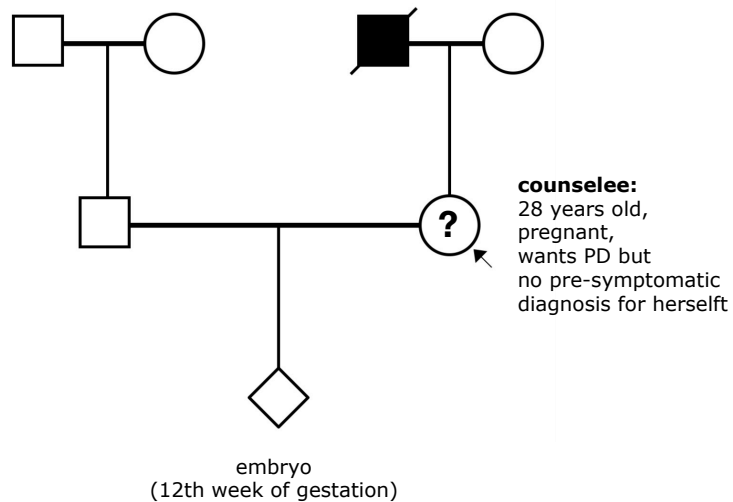 ?
counselee:
28 years old,
pregnant,
wants PD but
no pre-symptomatic
diagnosis for herselft
embryo
(12th week of gestation)